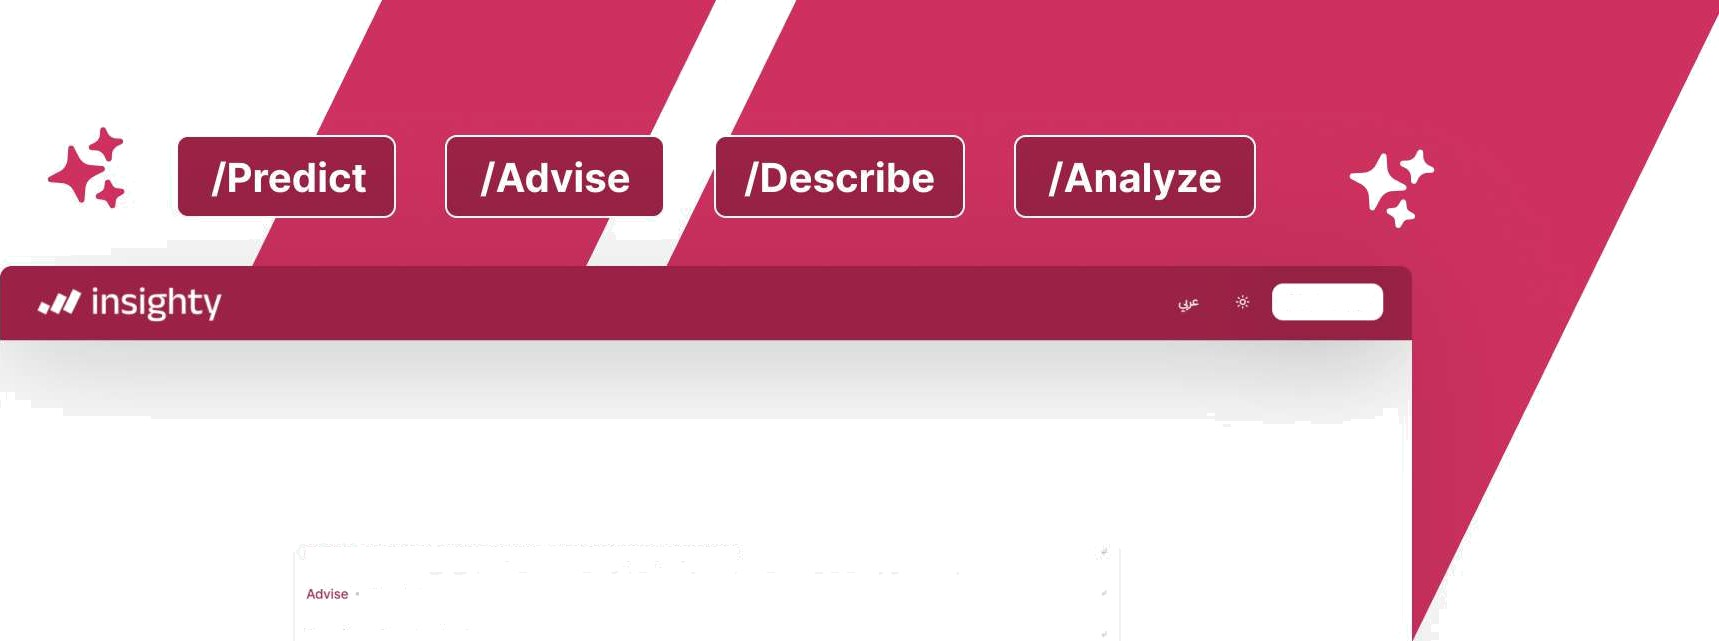 /Predict
/Advise
/Describe
/Analyze
insighty
عربي
Advise